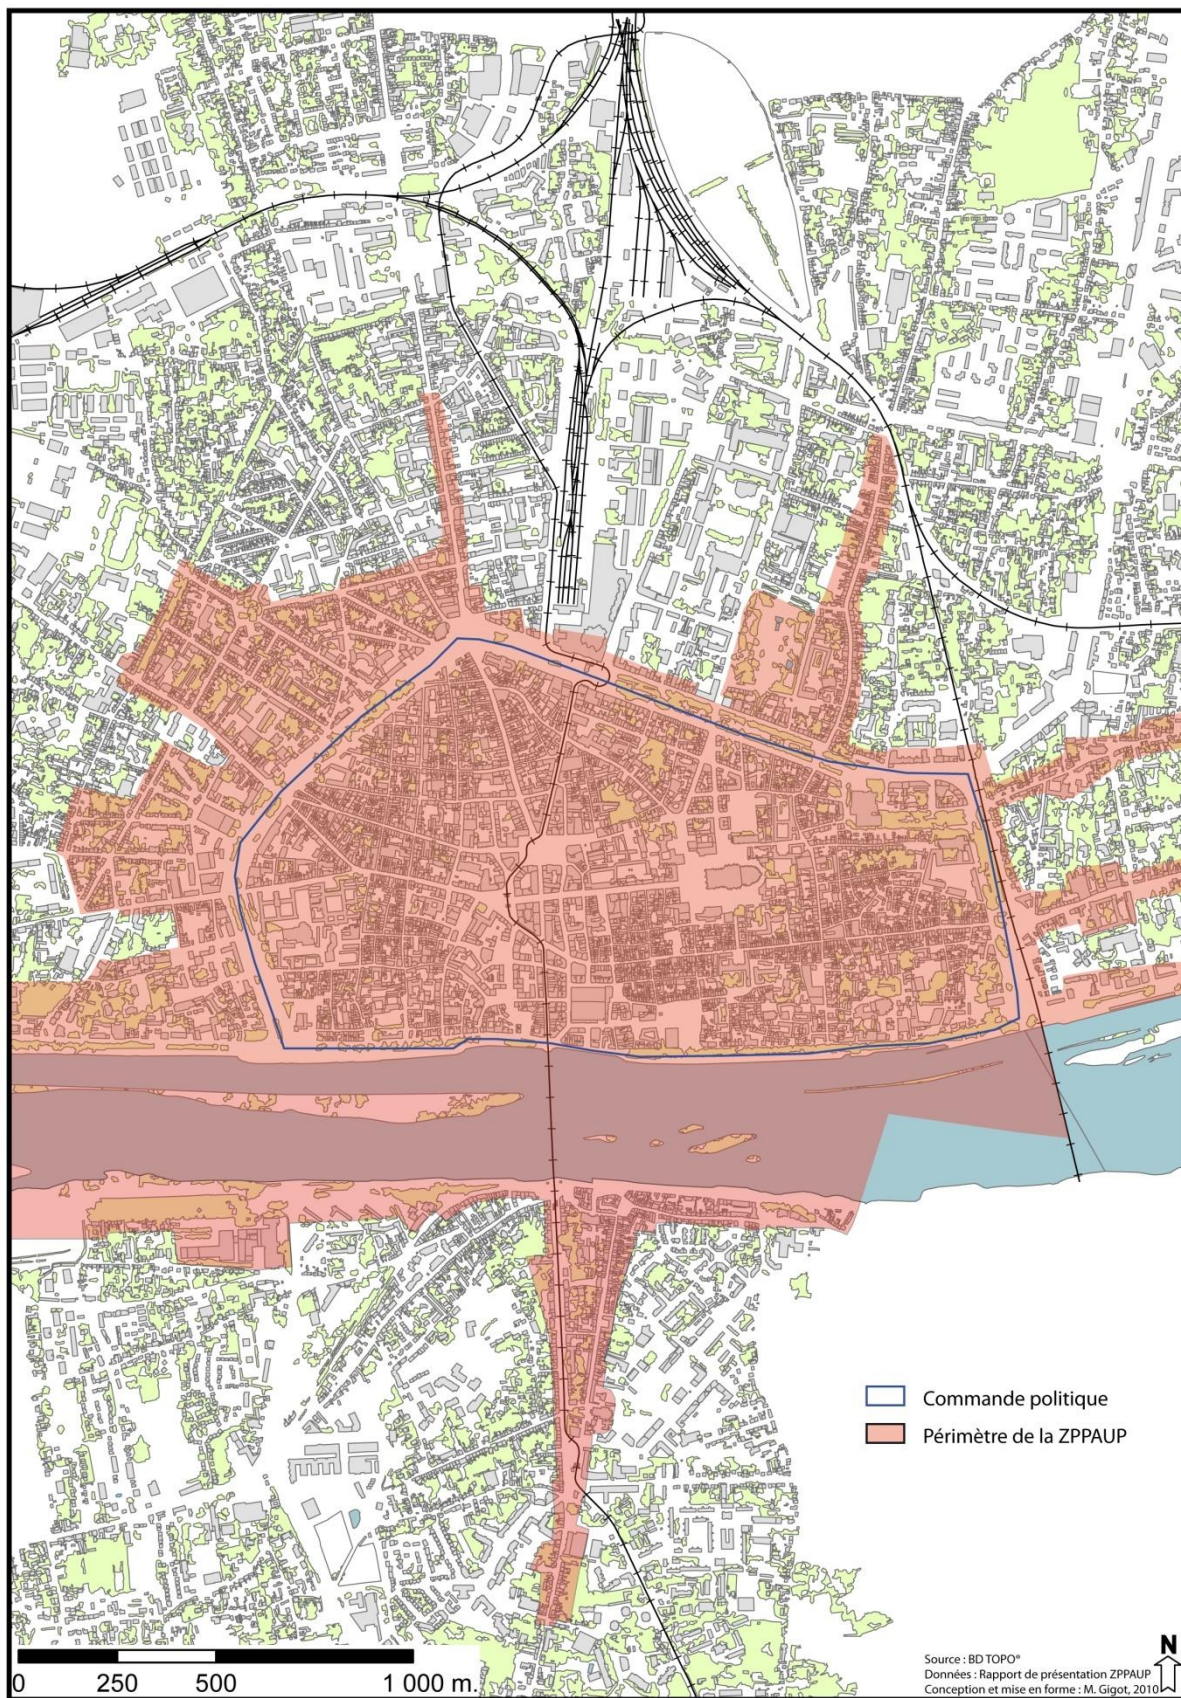 Commande politique
Périmètre de la ZPPAUP
0 250 500 1 000 m.
N
Source : BD TOPO®
Données : Rapport de présentation ZPPAUP
Conception et mise en forme : M. Gigot, 2010